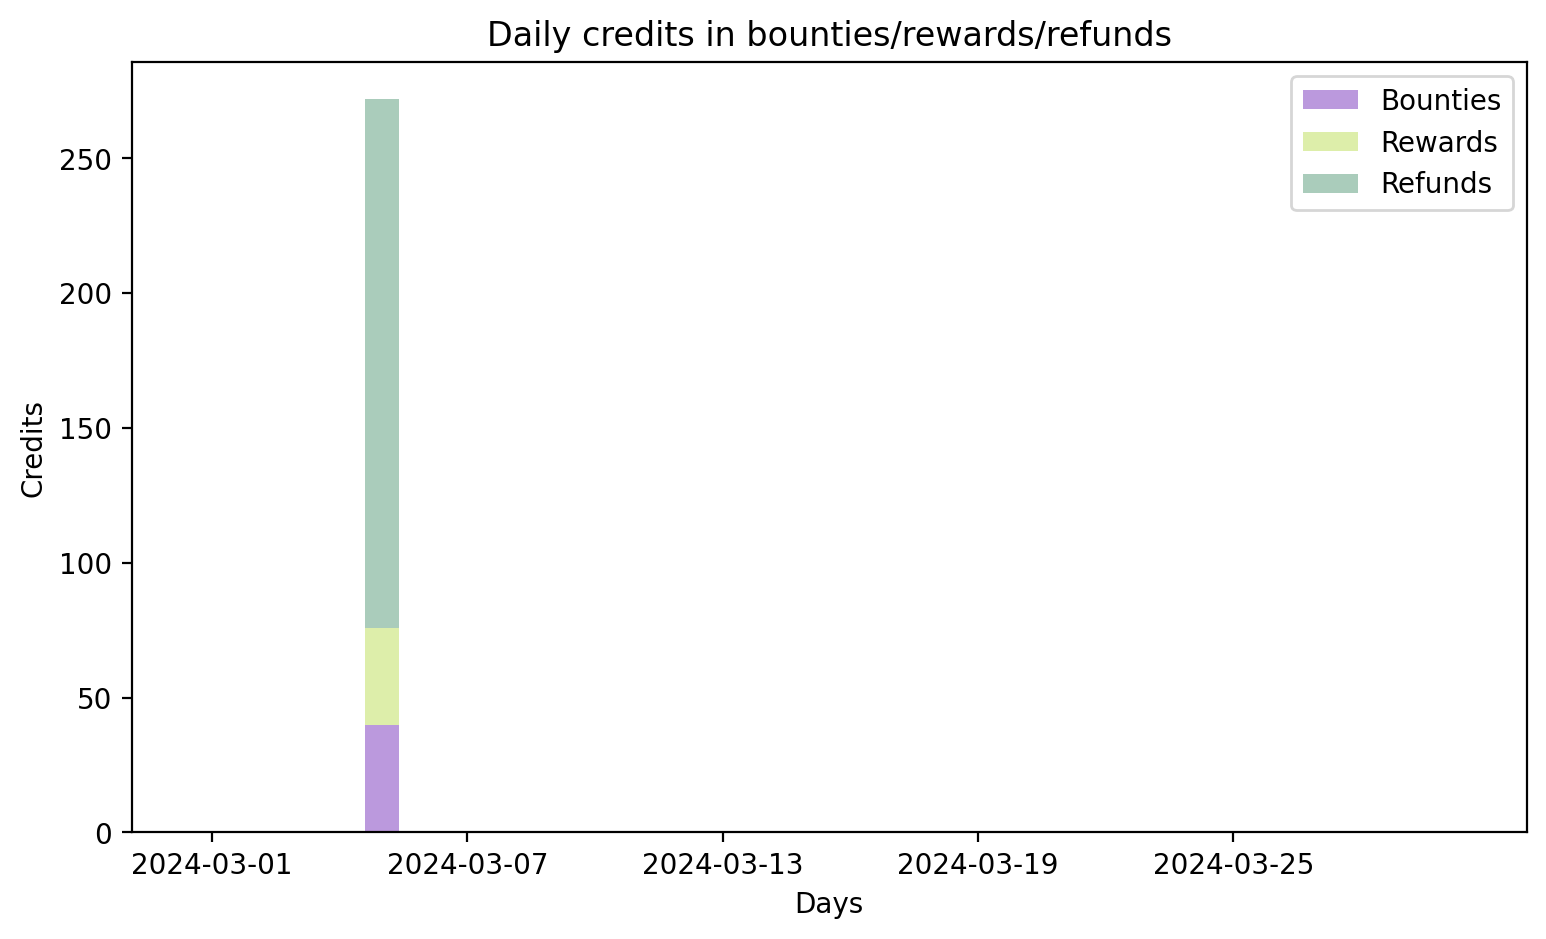 Daily credits in bounties/rewards/refunds
Bounties
Rewards
Refunds
250
200
150
100
50
0
Credits
2024-03-01 2024-03-07 2024-03-13 2024-03-19 2024-03-25
Days